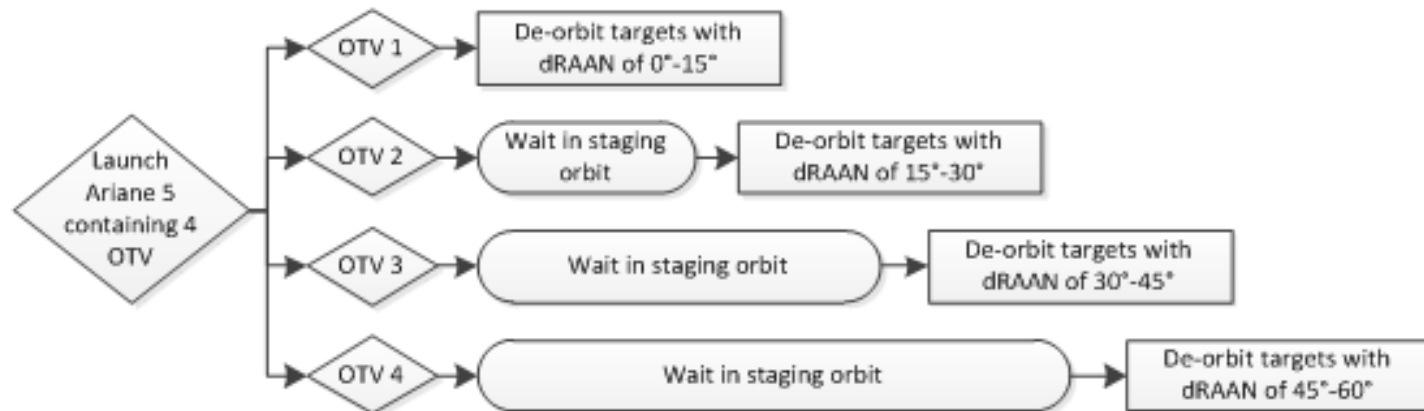 Launch
Ariane 5
containing 4
OTV
OTV 1
De-orbit targets with
dRAAN of 0°-15°
OTV 2
Wait in staging
orbit
De-orbit targets with
dRAAN of 15°-30°
OTV 3
Wait in staging orbit
De-orbit targets with
dRAAN of 30°-45°
OTV 4
Wait in staging orbit
De-orbit targets with
dRAAN of 45°-60°